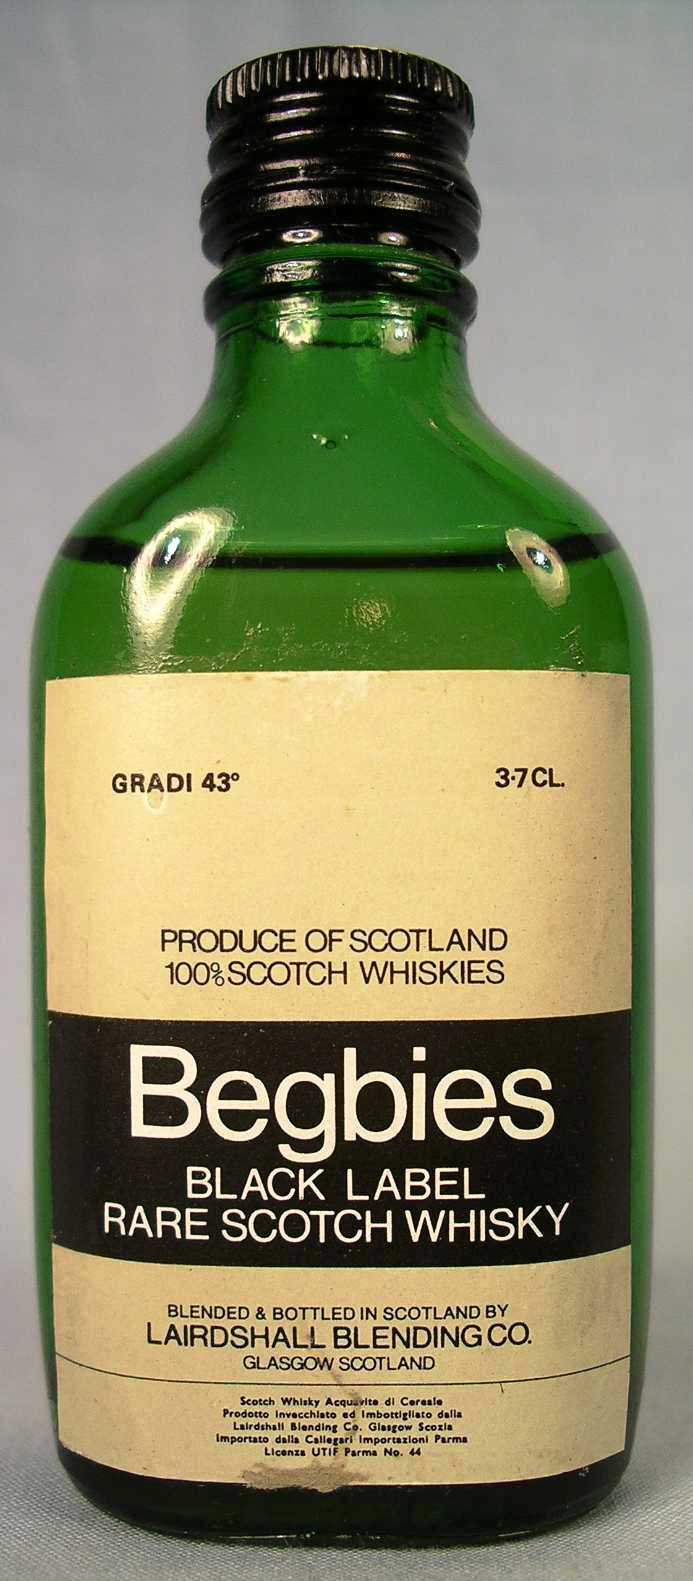 GRADI 43° 3·7 CL.
PRODUCE OF SCOTLAND
100% SCOTCH WHISKIES
Begbies
BLACK LABEL
RARE SCOTCH WHISKY
BLENDED & BOTTLED IN SCOTLAND BY
LAIRDSHALL BLENDING CO.
GLASGOW SCOTLAND
Scotch Whisky Acquavite di Cereale
Prodotto Invecchiato ed Imbottigliato dalla
Lairdshall Blending Co. Glasgow Scozia
Importato dalla Callegari Importazioni Parma
Licenza UTIF Parma No. 44